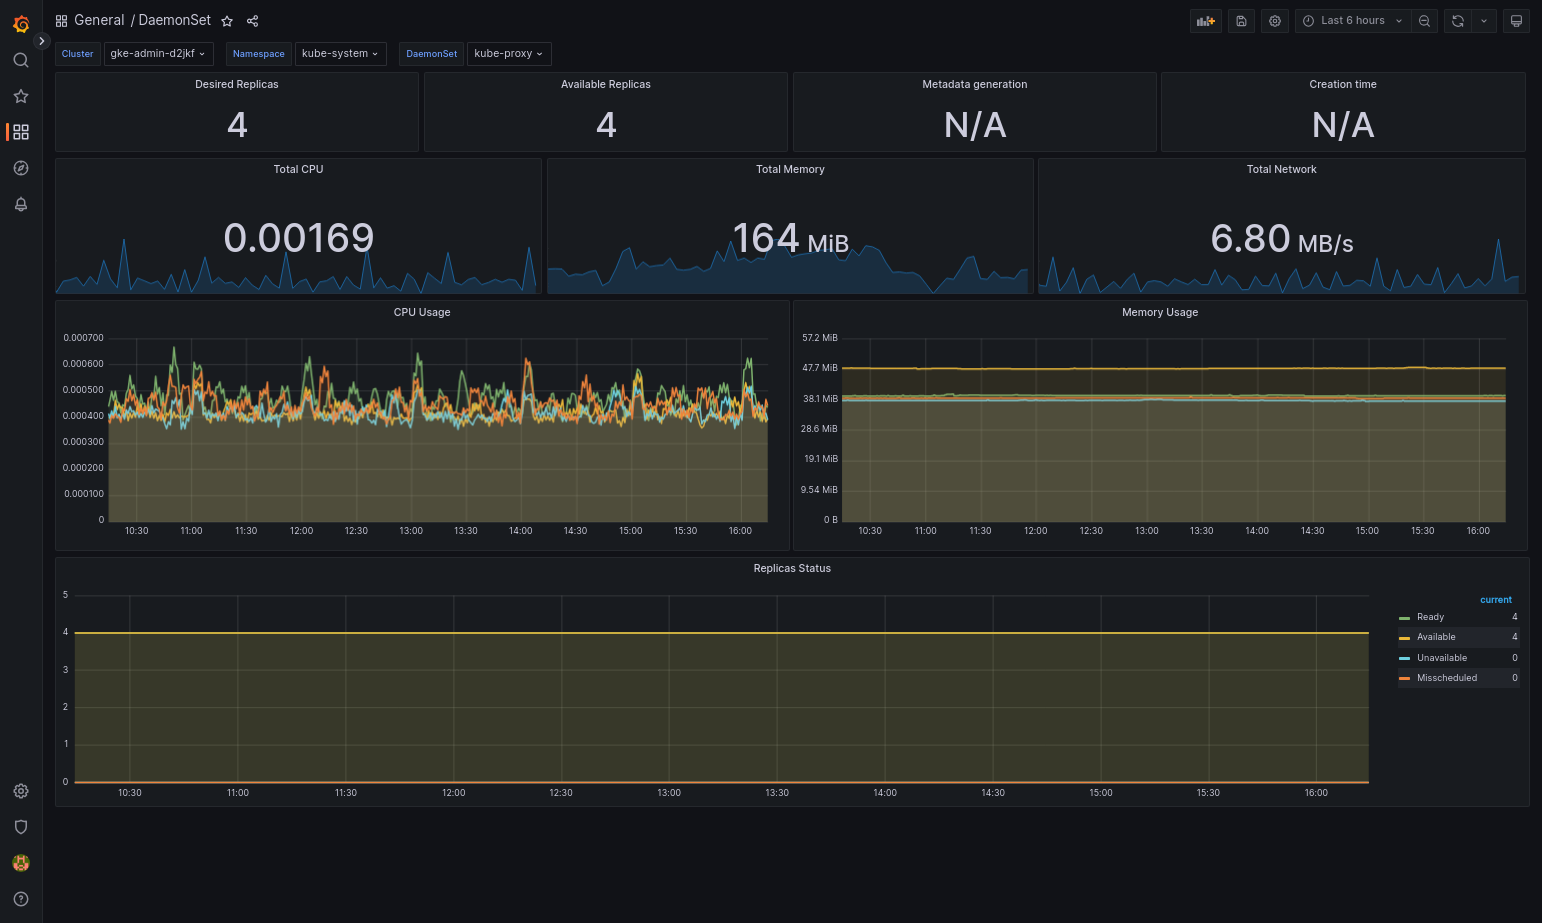 General / DaemonSet
Last 6 hours
Cluster gke-admin-d2jkf Namespace kube-system DaemonSet kube-proxy
Desired Replicas
4
Available Replicas
4
Metadata generation
N/A
Creation time
N/A
Total CPU
0.00169
Total Memory
164 MiB
Total Network
6.80 MB/s
CPU Usage
0.000700
0.000600
0.000500
0.000400
0.000300
0.000200
0.000100
0
10:30 11:00 11:30 12:00 12:30 13:00 13:30 14:00 14:30 15:00 15:30 16:00
Memory Usage
57.2 MiB
47.7 MiB
38.1 MiB
28.6 MiB
19.1 MiB
9.54 MiB
0 B
10:30 11:00 11:30 12:00 12:30 13:00 13:30 14:00 14:30 15:00 15:30 16:00
Replicas Status
5
4
3
2
1
0
10:30 11:00 11:30 12:00 12:30 13:00 13:30 14:00 14:30 15:00 15:30 16:00
current
Ready 4
Available 4
Unavailable 0
Misscheduled 0